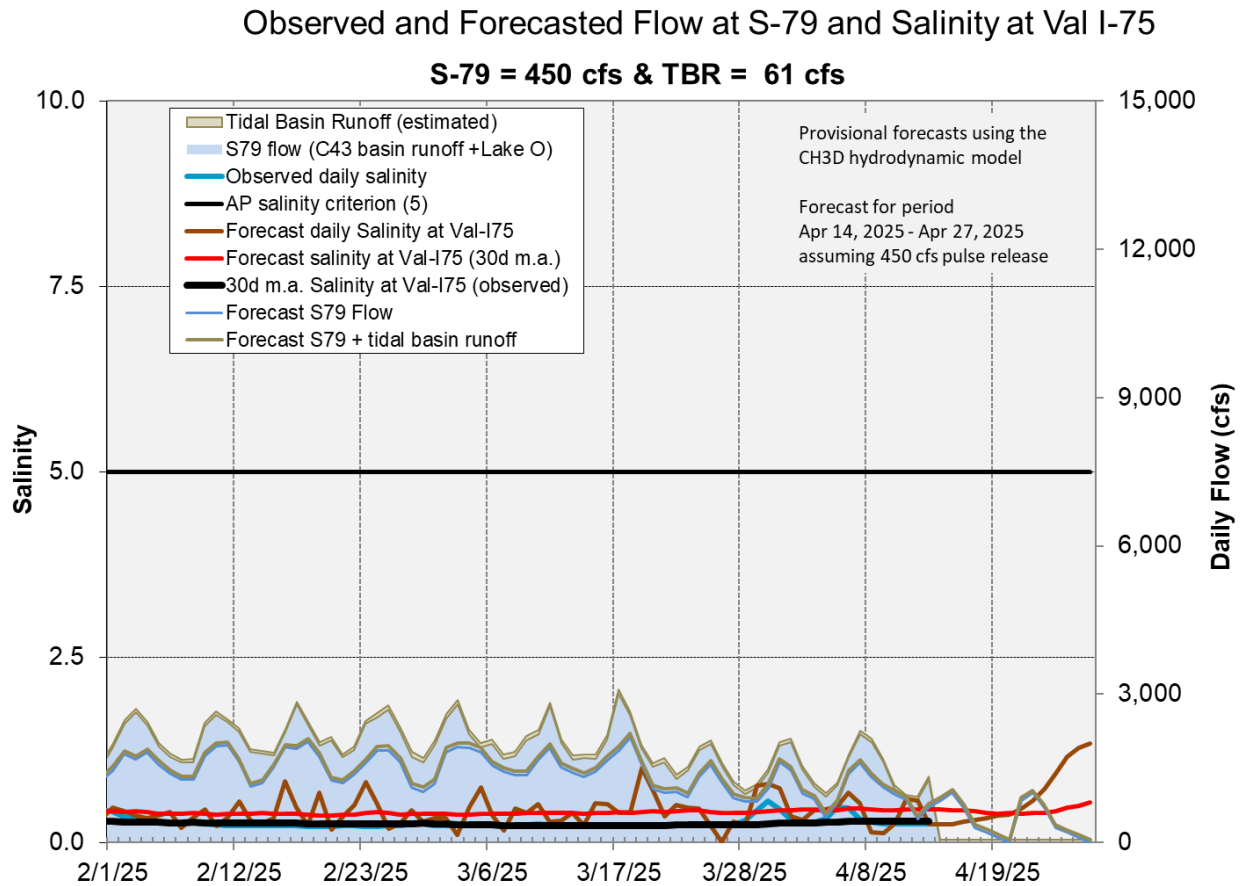 Observed and Forecasted Flow at S-79 and Salinity at Val I-75
S-79 = 450 cfs & TBR = 61 cfs
Tidal Basin Runoff (estimated)
S79 flow (C43 basin runoff +Lake O)
Observed daily salinity
AP salinity criterion (5)
Forecast daily Salinity at Val-I75
Forecast salinity at Val-I75 (30d m.a.)
30d m.a. Salinity at Val-I75 (observed)
Forecast S79 Flow
Forecast S79 + tidal basin runoff
Provisional forecasts using the
CH3D hydrodynamic model
Forecast for period
Apr 14, 2025 - Apr 27, 2025
assuming 450 cfs pulse release
Salinity
10.0
7.5
5.0
2.5
0.0
15,000
12,000
9,000
6,000
3,000
0
Daily Flow (cfs)
2/1/25
2/12/25
2/23/25
3/6/25
3/17/25
3/28/25
4/8/25
4/19/25